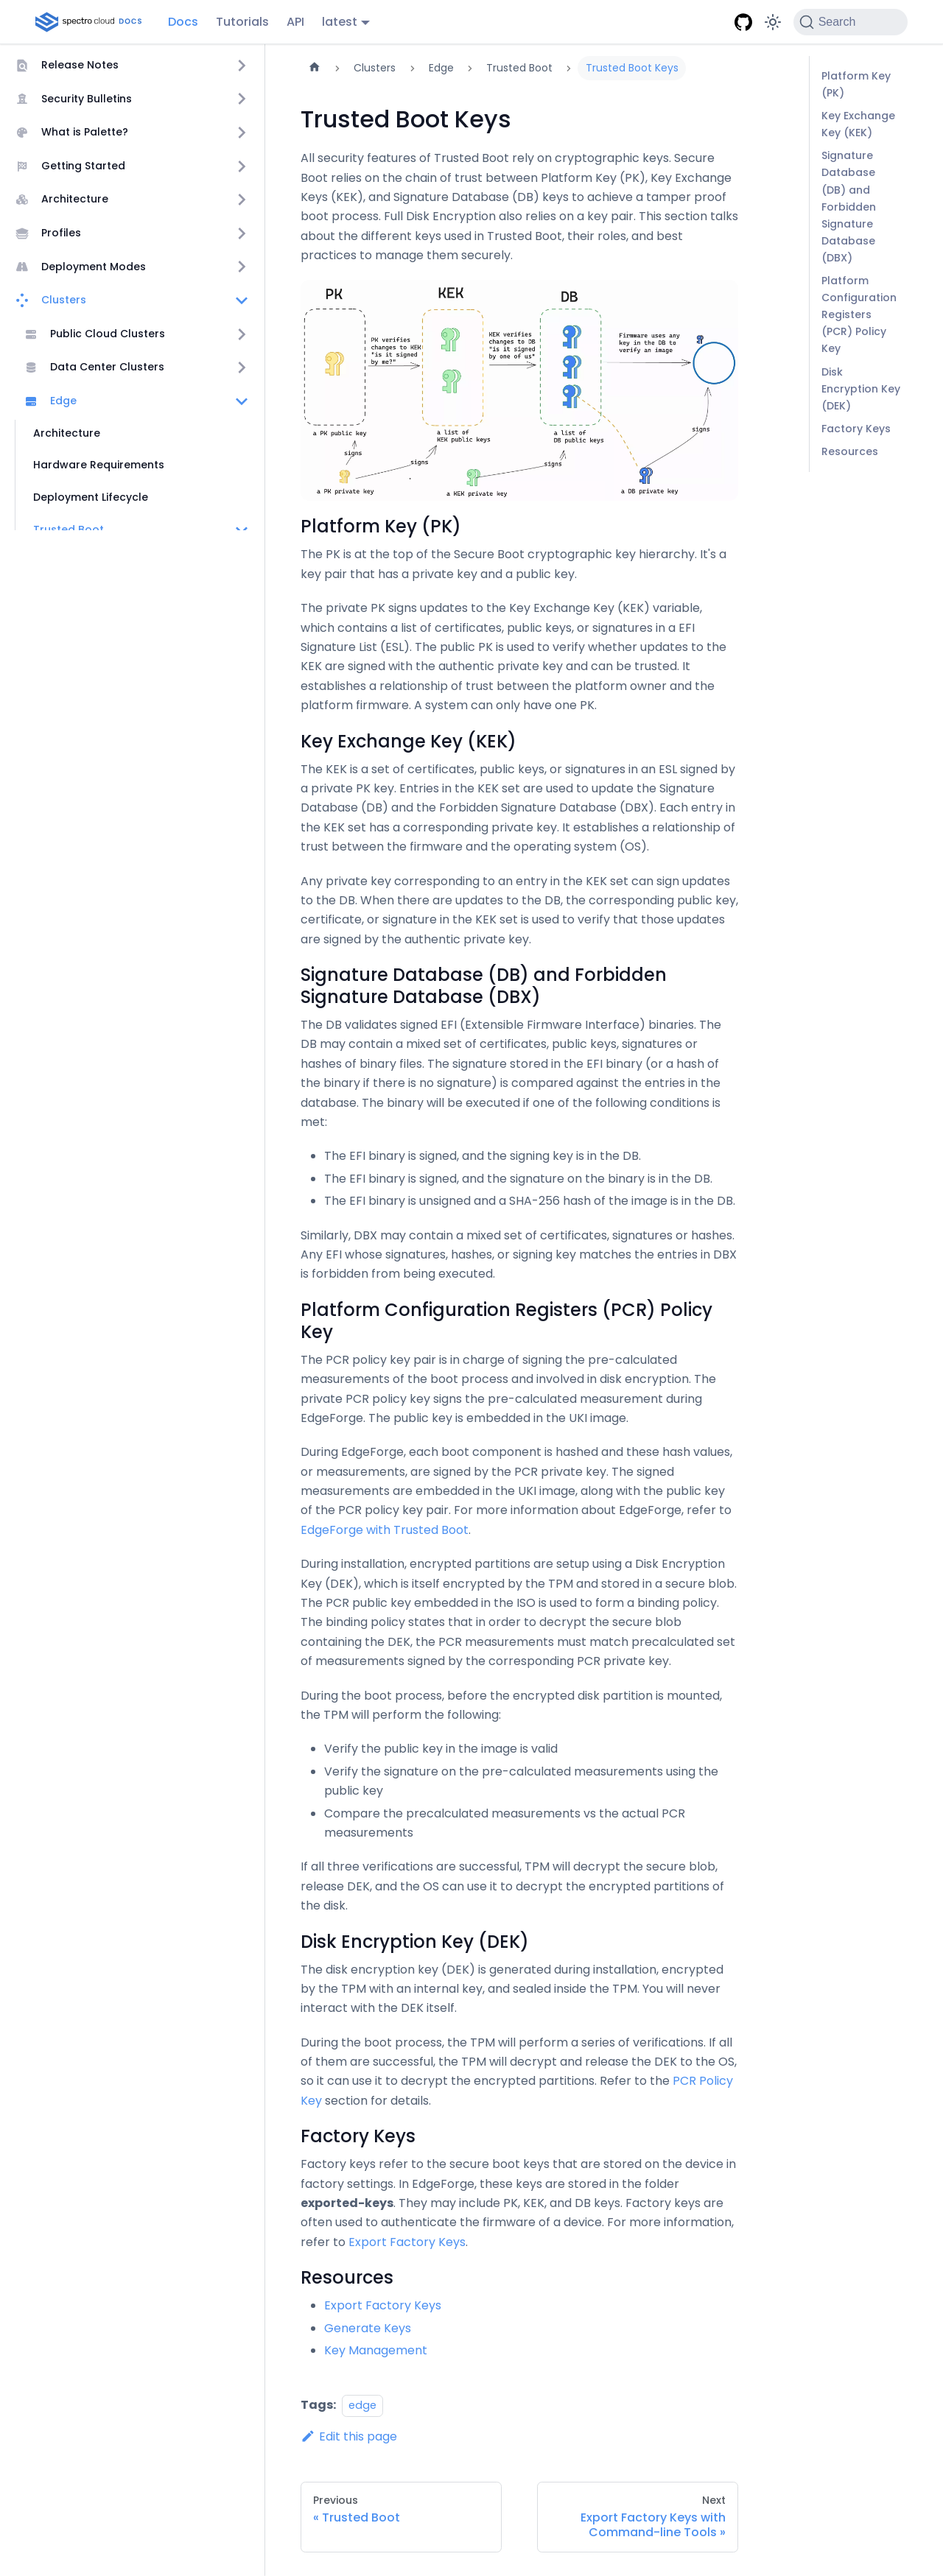 spectro cloud DOCS
Docs
Tutorials
API
latest
Search
Release Notes
Security Bulletins
What is Palette?
Getting Started
Architecture
Profiles
Deployment Modes
Clusters
Public Cloud Clusters
Data Center Clusters
Edge
Architecture
Hardware Requirements
Deployment Lifecycle
Trusted Boot
Clusters
Edge
Trusted Boot
Trusted Boot Keys
Trusted Boot Keys
All security features of Trusted Boot rely on cryptographic keys. Secure
Boot relies on the chain of trust between Platform Key (PK), Key Exchange
Keys (KEK), and Signature Database (DB) keys to achieve a tamper proof
boot process. Full Disk Encryption also relies on a key pair. This section talks
about the different keys used in Trusted Boot, their roles, and best
practices to manage them securely.
PK
KEK
DB
PK verifies
changes to KEK
"is it signed
by me?"
KEK verifies
changes to DB
"is it signed
by one of us"
Firmware uses any
key in the DB to
verify an image
a PK public key
a list of
KEK public keys
a list of
DB public keys
signs
signs
signs
signs
a PK private key
a KEK private key
a DB private key
Platform Key (PK)
The PK is at the top of the Secure Boot cryptographic key hierarchy. It's a
key pair that has a private key and a public key.
The private PK signs updates to the Key Exchange Key (KEK) variable,
which contains a list of certificates, public keys, or signatures in a EFI
Signature List (ESL). The public PK is used to verify whether updates to the
KEK are signed with the authentic private key and can be trusted. It
establishes a relationship of trust between the platform owner and the
platform firmware. A system can only have one PK.
Key Exchange Key (KEK)
The KEK is a set of certificates, public keys, or signatures in an ESL signed by
a private PK key. Entries in the KEK set are used to update the Signature
Database (DB) and the Forbidden Signature Database (DBX). Each entry in
the KEK set has a corresponding private key. It establishes a relationship of
trust between the firmware and the operating system (OS).
Any private key corresponding to an entry in the KEK set can sign updates
to the DB. When there are updates to the DB, the corresponding public key,
certificate, or signature in the KEK set is used to verify that those updates
are signed by the authentic private key.
Signature Database (DB) and Forbidden
Signature Database (DBX)
The DB validates signed EFI (Extensible Firmware Interface) binaries. The
DB may contain a mixed set of certificates, public keys, signatures or
hashes of binary files. The signature stored in the EFI binary (or a hash of
the binary if there is no signature) is compared against the entries in the
database. The binary will be executed if one of the following conditions is
met:
• The EFI binary is signed, and the signing key is in the DB.
• The EFI binary is signed, and the signature on the binary is in the DB.
• The EFI binary is unsigned and a SHA-256 hash of the image is in the DB.
Similarly, DBX may contain a mixed set of certificates, signatures or hashes.
Any EFI whose signatures, hashes, or signing key matches the entries in DBX
is forbidden from being executed.
Platform Configuration Registers (PCR) Policy
Key
The PCR policy key pair is in charge of signing the pre-calculated
measurements of the boot process and involved in disk encryption. The
private PCR policy key signs the pre-calculated measurement during
EdgeForge. The public key is embedded in the UKI image.
During EdgeForge, each boot component is hashed and these hash values,
or measurements, are signed by the PCR private key. The signed
measurements are embedded in the UKI image, along with the public key
of the PCR policy key pair. For more information about EdgeForge, refer to
EdgeForge with Trusted Boot.
During installation, encrypted partitions are setup using a Disk Encryption
Key (DEK), which is itself encrypted by the TPM and stored in a secure blob.
The PCR public key embedded in the ISO is used to form a binding policy.
The binding policy states that in order to decrypt the secure blob
containing the DEK, the PCR measurements must match precalculated set
of measurements signed by the corresponding PCR private key.
During the boot process, before the encrypted disk partition is mounted,
the TPM will perform the following:
• Verify the public key in the image is valid
• Verify the signature on the pre-calculated measurements using the
public key
• Compare the precalculated measurements vs the actual PCR
measurements
If all three verifications are successful, TPM will decrypt the secure blob,
release DEK, and the OS can use it to decrypt the encrypted partitions of
the disk.
Disk Encryption Key (DEK)
The disk encryption key (DEK) is generated during installation, encrypted
by the TPM with an internal key, and sealed inside the TPM. You will never
interact with the DEK itself.
During the boot process, the TPM will perform a series of verifications. If all
of them are successful, the TPM will decrypt and release the DEK to the OS,
so it can use it to decrypt the encrypted partitions. Refer to the PCR Policy
Key section for details.
Factory Keys
Factory keys refer to the secure boot keys that are stored on the device in
factory settings. In EdgeForge, these keys are stored in the folder
exported-keys. They may include PK, KEK, and DB keys. Factory keys are
often used to authenticate the firmware of a device. For more information,
refer to Export Factory Keys.
Resources
• Export Factory Keys
• Generate Keys
• Key Management
Tags: edge
Edit this page
Previous
« Trusted Boot
Next
Export Factory Keys with
Command-line Tools »
Platform Key
(PK)
Key Exchange
Key (KEK)
Signature
Database
(DB) and
Forbidden
Signature
Database
(DBX)
Platform
Configuration
Registers
(PCR) Policy
Key
Disk
Encryption Key
(DEK)
Factory Keys
Resources